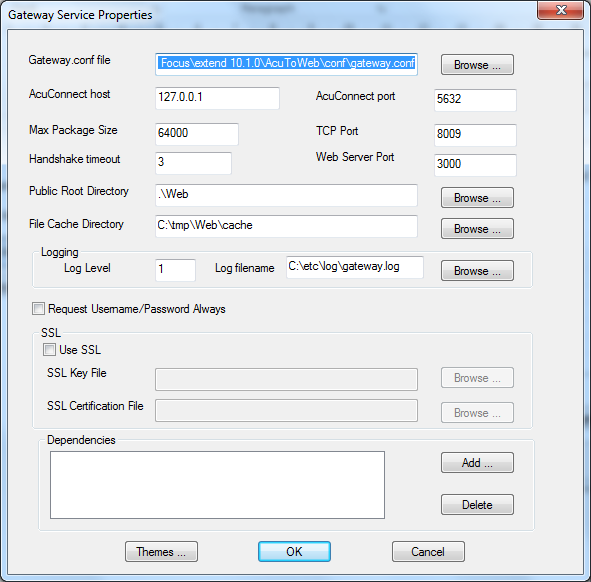 Gateway Service Properties
Gateway.conf file
Focus\extend 10.1.0\AcuToWeb\conf\gateway.conf
Browse ...
AcuConnect host
127.0.0.1
AcuConnect port
5632
Max Package Size
64000
TCP Port
8009
Handshake timeout
3
Web Server Port
3000
Public Root Directory
.\Web
Browse ...
File Cache Directory
C:\tmp\Web\cache
Browse ...
Logging
Log Level
1
Log filename
C:\etc\log\gateway.log
Browse ...
Request Username/Password Always
SSL
Use SSL
SSL Key File
Browse ...
SSL Certification File
Browse ...
Dependencies
Add ...
Delete
Themes ...
OK
Cancel